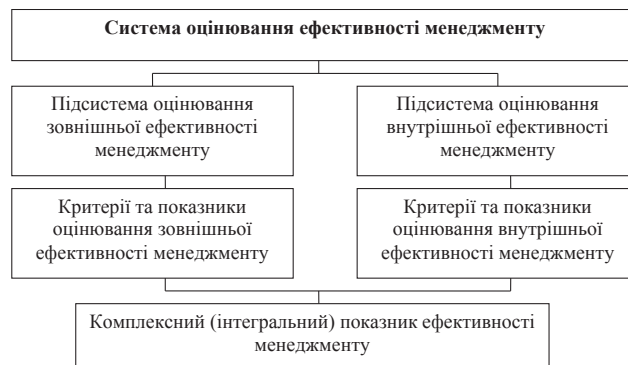 Система оцінювання ефективності менеджменту
Підсистема оцінювання
зовнішньої ефективності
менеджменту
Підсистема оцінювання
внутрішньої ефективності
менеджменту
Критерії та показники
оцінювання зовнішньої
ефективності менеджменту
Критерії та показники
оцінювання внутрішньої
ефективності менеджменту
Комплексний (інтегральний) показник ефективності
менеджменту